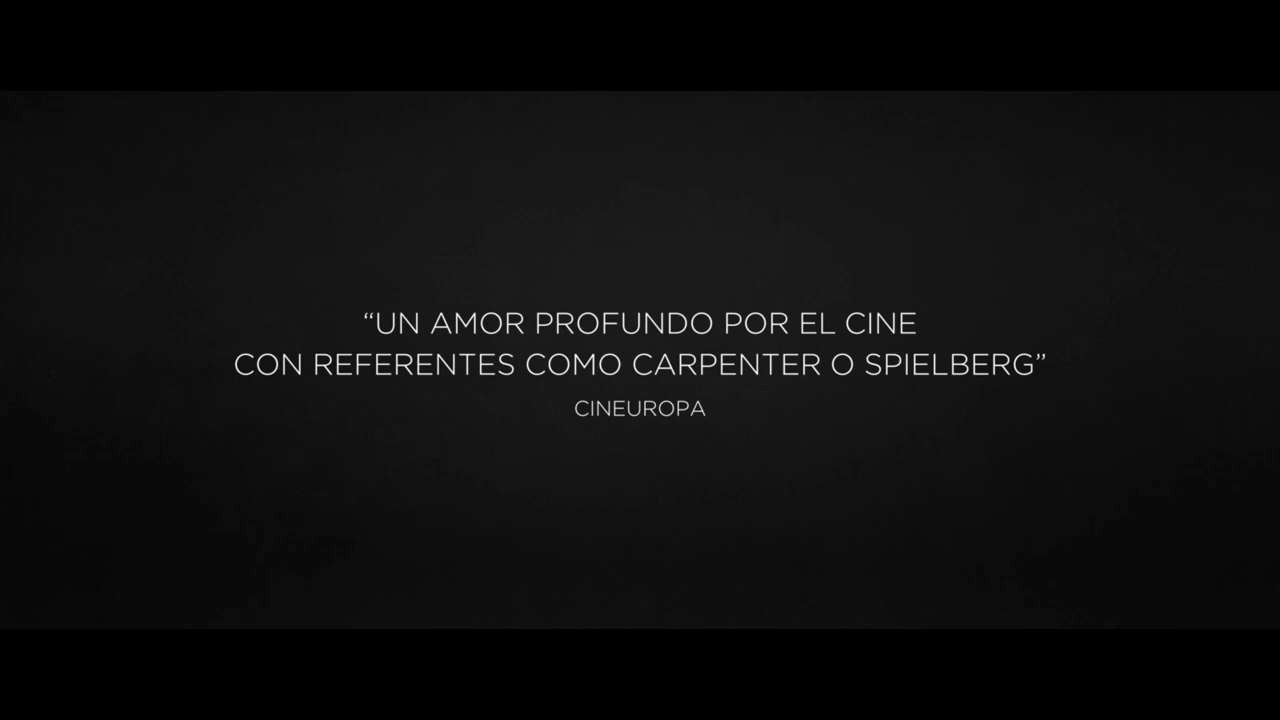 “UN AMOR PROFUNDO POR EL CINE
CON REFERENTES COMO CARPENTER O SPIELBERG”
CINEUROPA